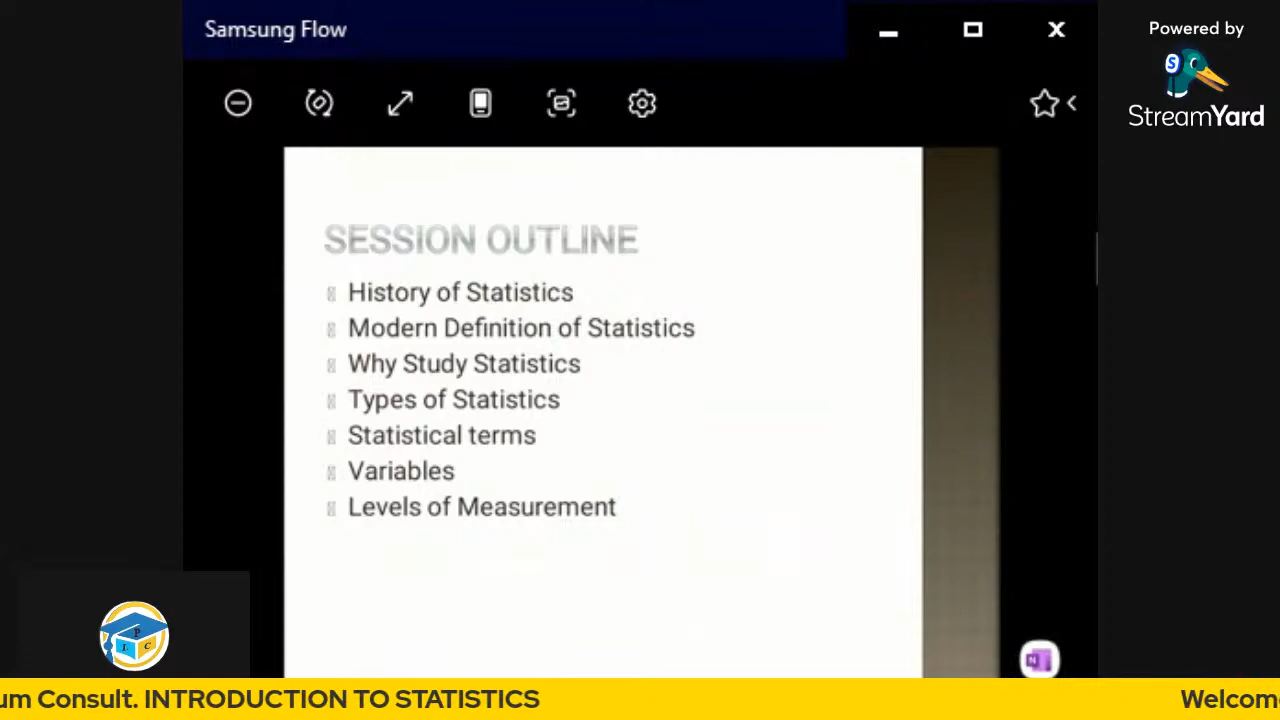 Samsung Flow
Powered by
StreamYard
SESSION OUTLINE
History of Statistics
Modern Definition of Statistics
Why Study Statistics
Types of Statistics
Statistical terms
Variables
Levels of Measurement
P
I.
C
N
um Consult. INTRODUCTION TO STATISTICS
Welcom